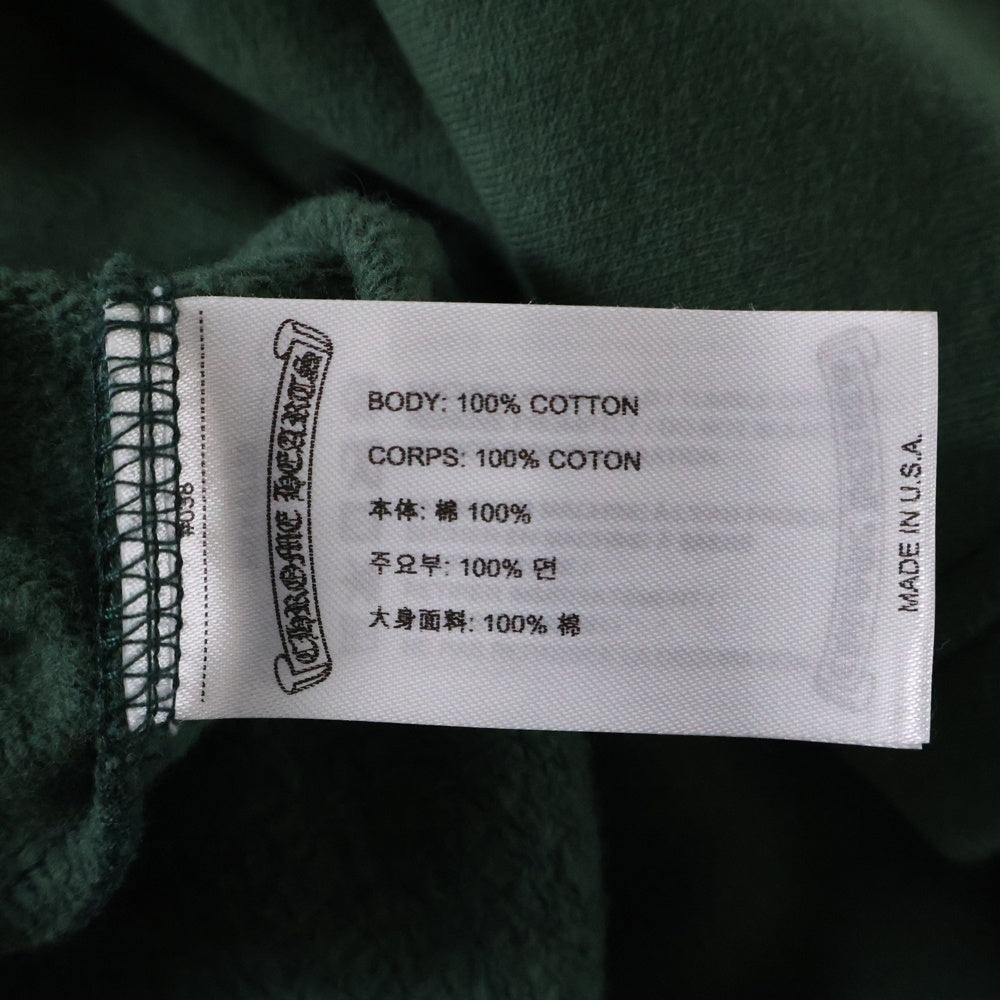 CHROME HEARTS
BODY: 100% COTTON
CORPS: 100% COTON
本体: 棉 100%
주요부: 100% 면
大身面料: 100% 棉
MADE IN U.S.A.
#038